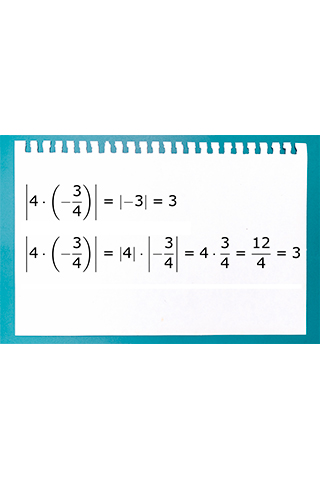 |4 · (−3/4)| = |−3| = 3
|4 · (−3/4)| = |4| · |−3/4| = 4 · 3/4 = 12/4 = 3